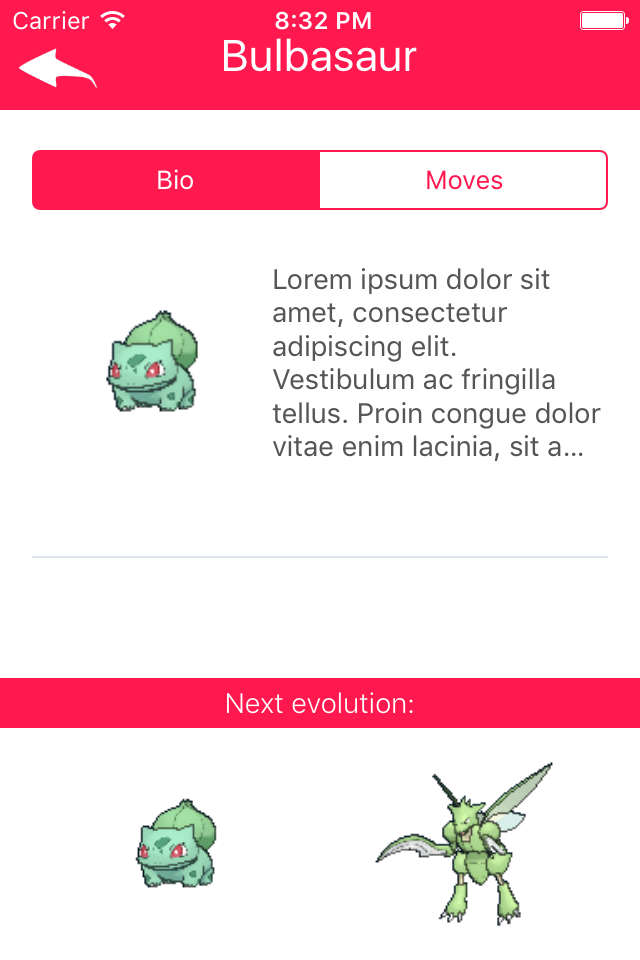 Carrier 8:32 PM
Bulbasaur
Bio Moves
Lorem ipsum dolor sit
amet, consectetur
adipiscing elit.
Vestibulum ac fringilla
tellus. Proin congue dolor
vitae enim lacinia, sit a...
Next evolution: